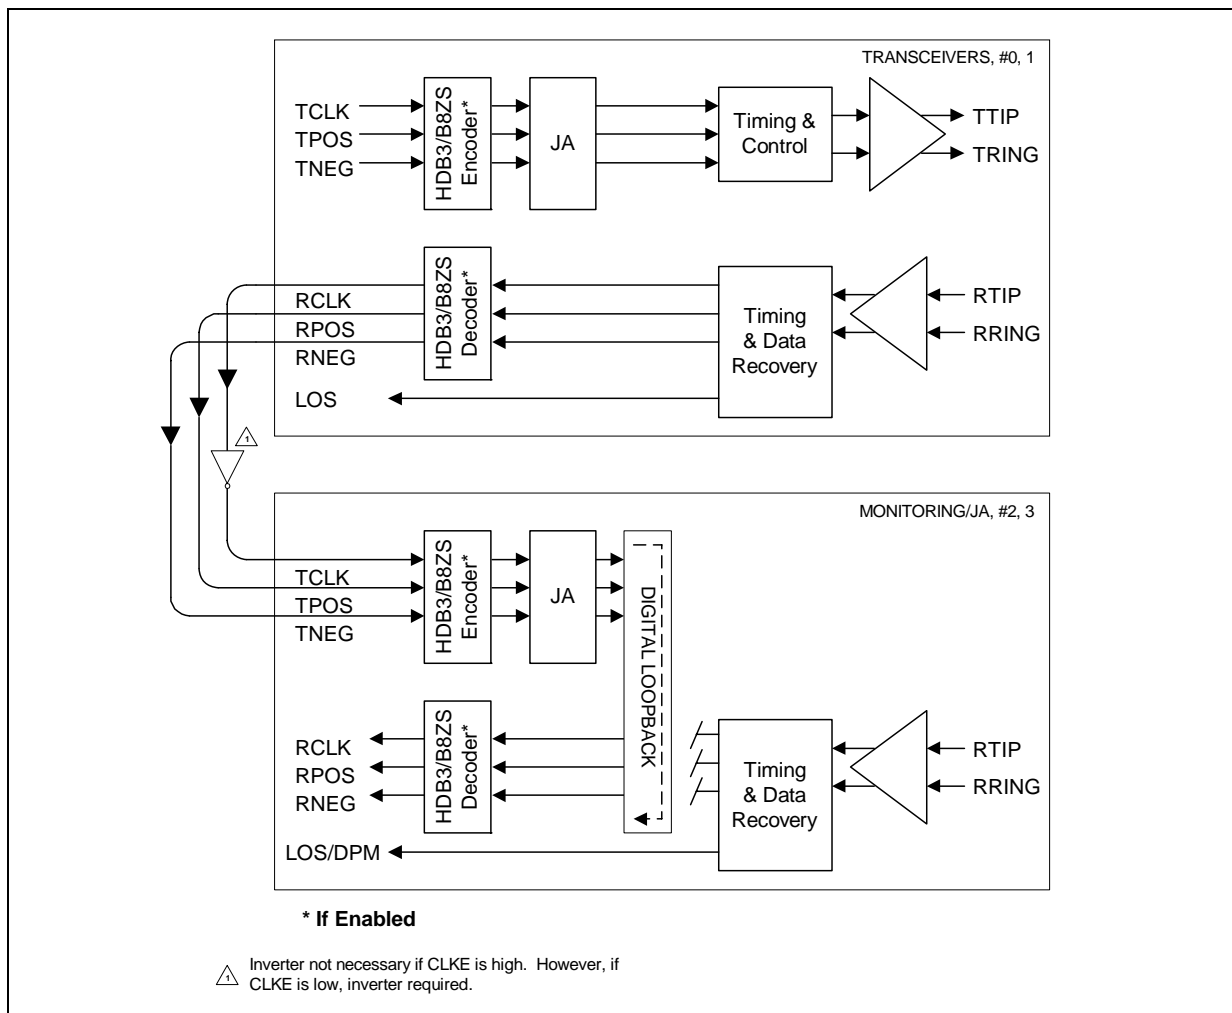 TRANSCEIVERS, #0, 1
TCLK
TPOS
TNEG
HDB3/B8ZS
Encoder*
JA
Timing &
Control
TTIP
TRING
RCLK
RPOS
RNEG
LOS
HDB3/B8ZS
Decoder*
Timing
& Data
Recovery
RTIP
RRING
1
MONITORING/JA, #2, 3
TCLK
TPOS
TNEG
HDB3/B8ZS
Encoder*
JA
DIGITAL LOOPBACK
RCLK
RPOS
RNEG
LOS/DPM
HDB3/B8ZS
Decoder*
Timing
& Data
Recovery
RTIP
RRING
* If Enabled
1
Inverter not necessary if CLKE is high. However, if
CLKE is low, inverter required.